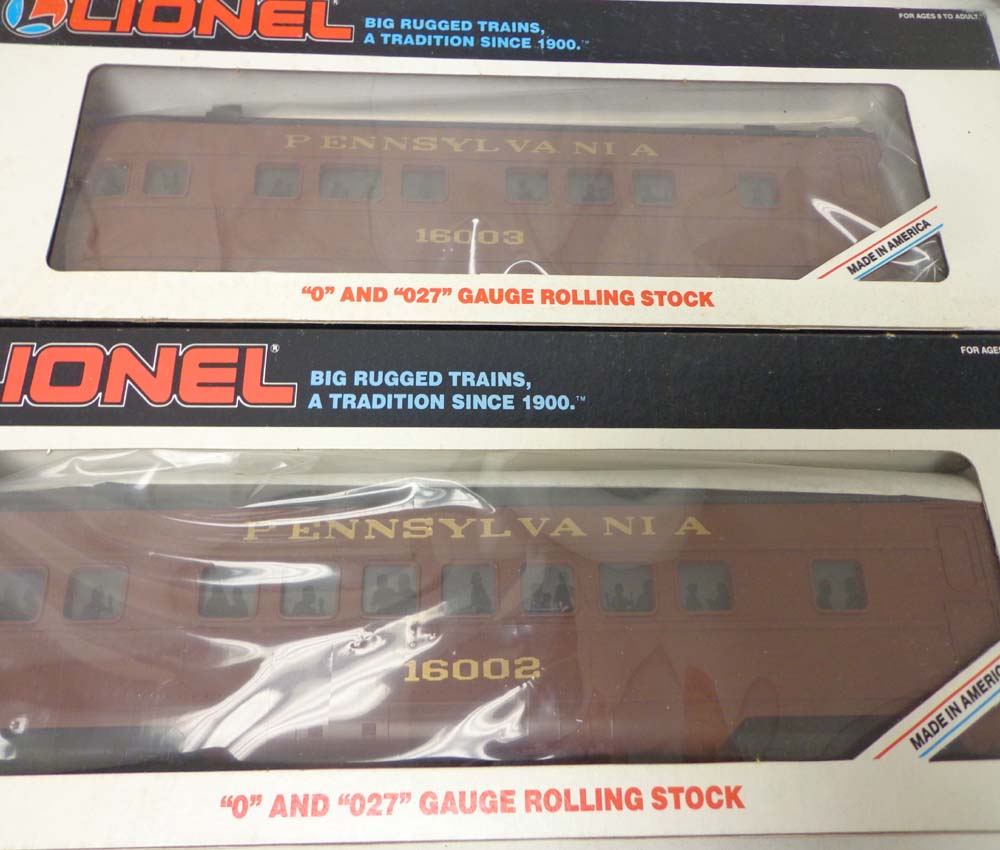 LIONEL
BIG RUGGED TRAINS,
A TRADITION SINCE 1900.™
FOR AGES 8 TO ADULT.
PENNSYLVANIA
16003
MADE IN AMERICA
"O" AND "027" GAUGE ROLLING STOCK
IONEL®
BIG RUGGED TRAINS,
A TRADITION SINCE 1900.™
FOR AGES
PENNSYLVANIA
16002
MADE IN AMERIC
"O" AND "027" GAUGE ROLLING STOCK